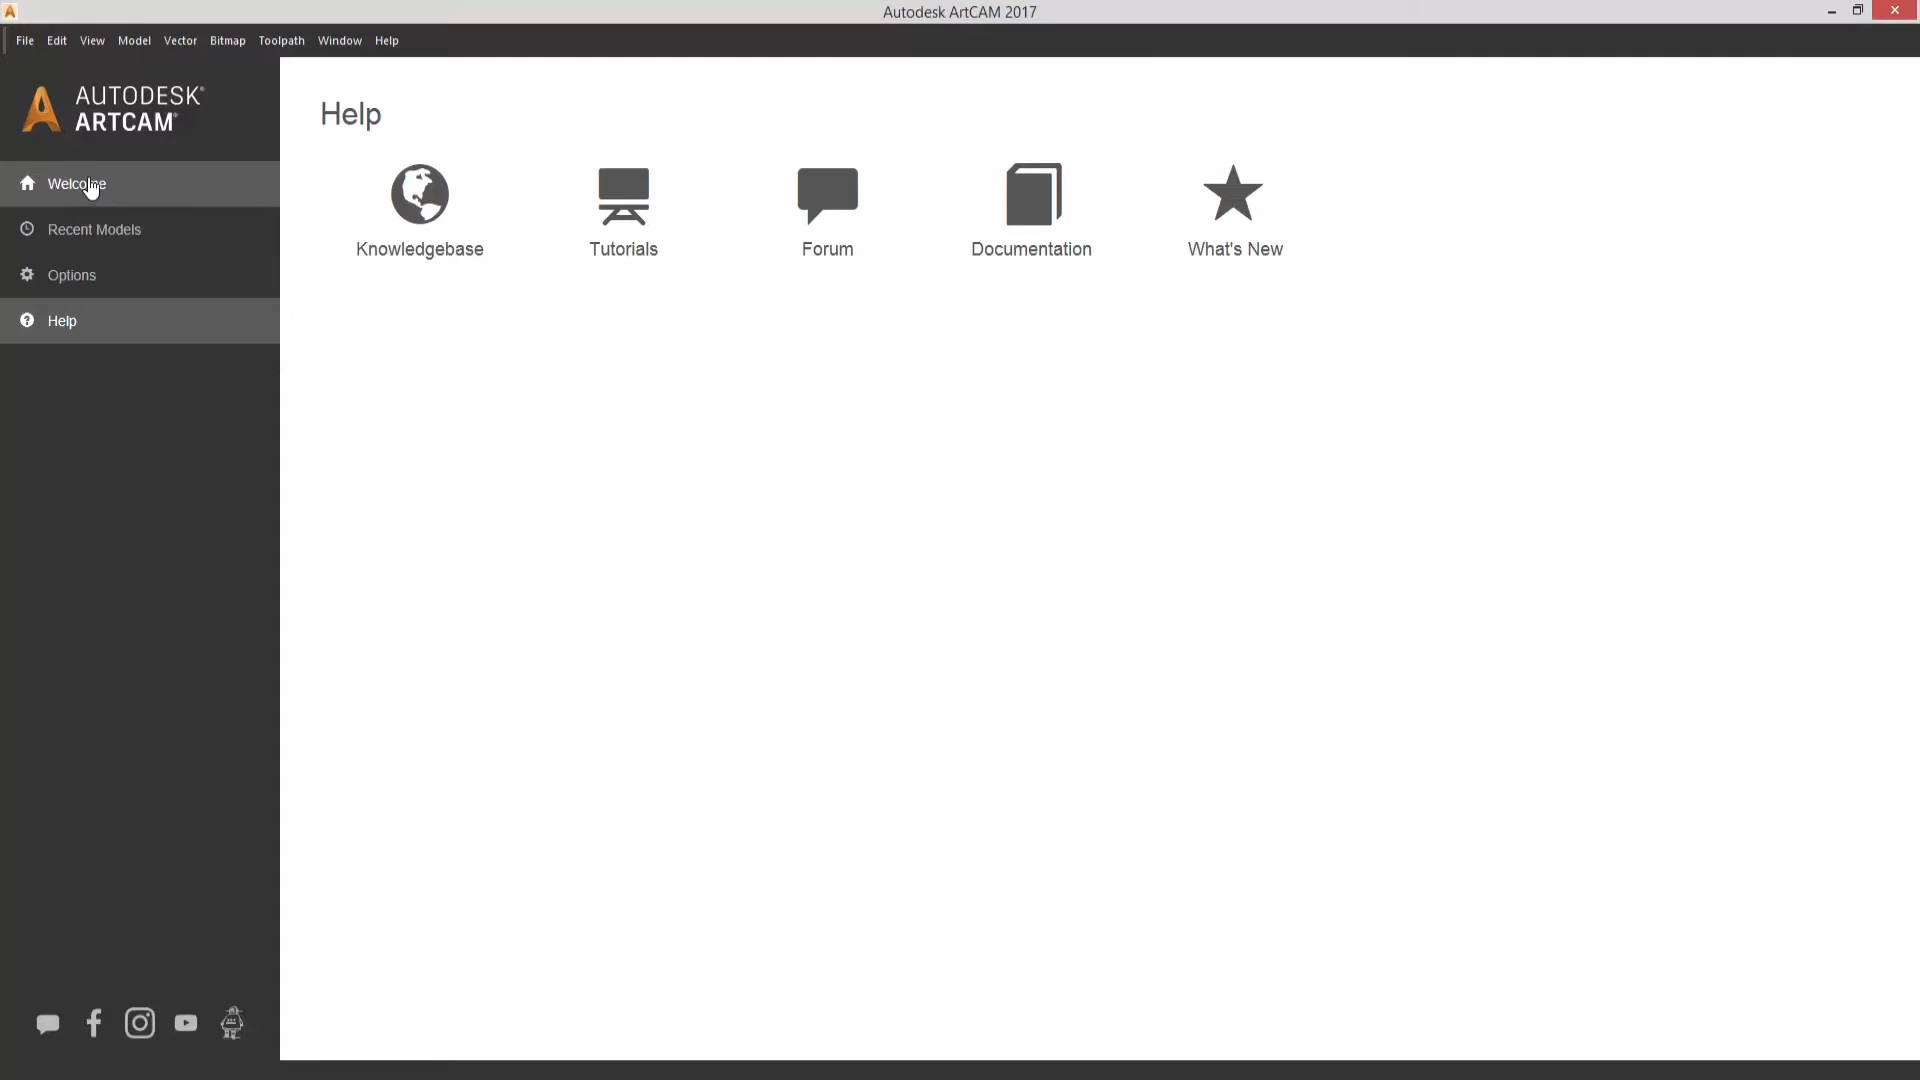 Autodesk ArtCAM 2017
File Edit View Model Vector Bitmap Toolpath Window Help
AUTODESK®
ARTCAM®
Welcome
Recent Models
Options
Help
Help
Knowledgebase Tutorials Forum Documentation What's New